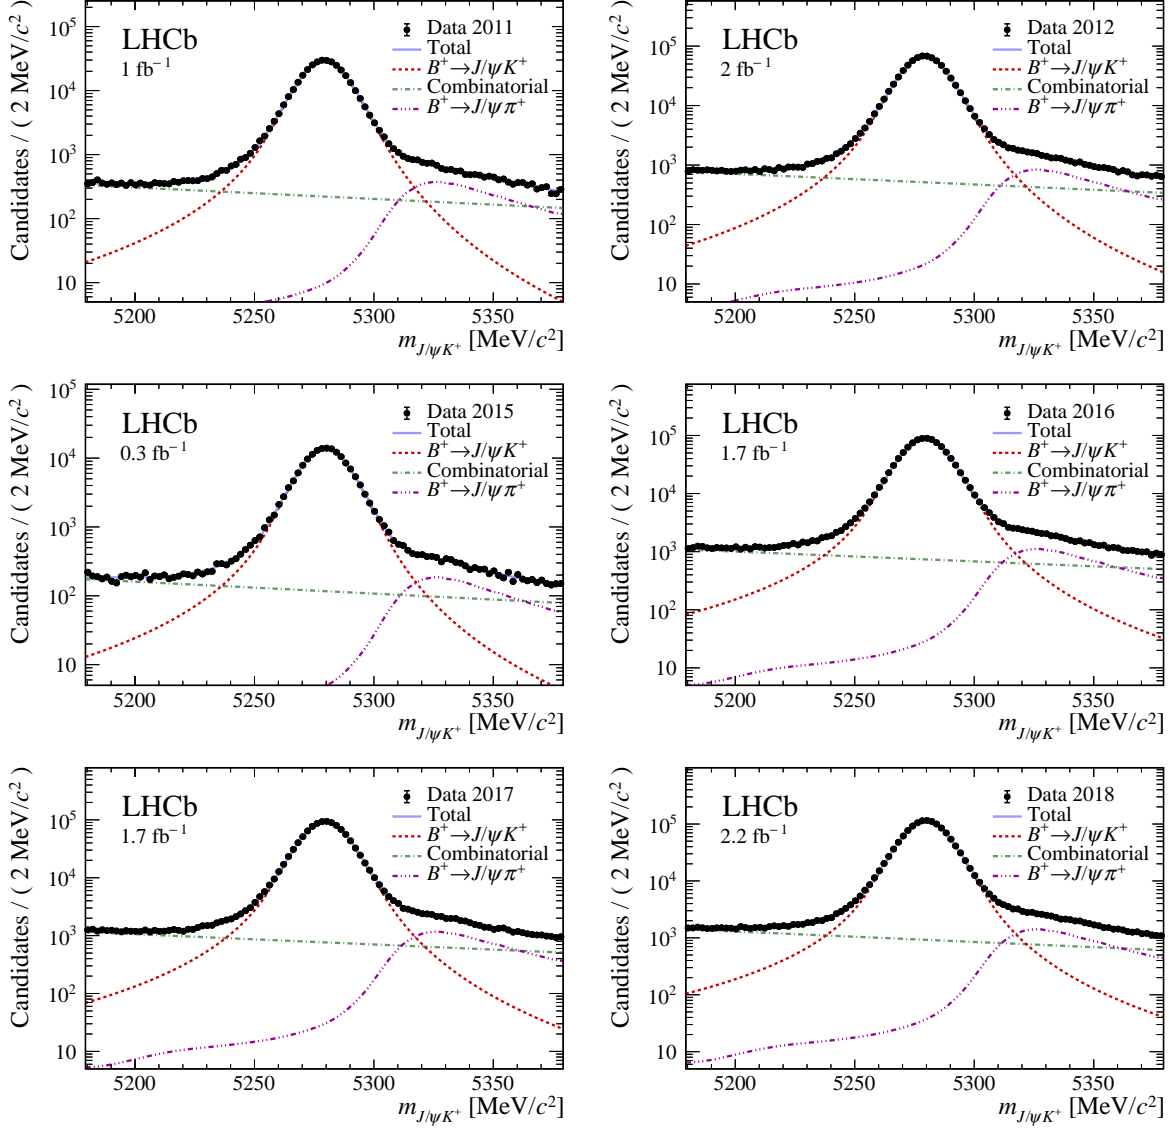 LHCb
1 fb⁻¹
Data 2011
Total
B⁺→J/ψK⁺
Combinatorial
B⁺→J/ψπ⁺
Candidates / ( 2 MeV/c² )
10⁵
10⁴
10³
10²
10
5200 5250 5300 5350
m_{J/ψK⁺} [MeV/c²]
LHCb
2 fb⁻¹
Data 2012
Total
B⁺→J/ψK⁺
Combinatorial
B⁺→J/ψπ⁺
Candidates / ( 2 MeV/c² )
10⁵
10⁴
10³
10²
10
5200 5250 5300 5350
m_{J/ψK⁺} [MeV/c²]
LHCb
0.3 fb⁻¹
Data 2015
Total
B⁺→J/ψK⁺
Combinatorial
B⁺→J/ψπ⁺
Candidates / ( 2 MeV/c² )
10⁵
10⁴
10³
10²
10
5200 5250 5300 5350
m_{J/ψK⁺} [MeV/c²]
LHCb
1.7 fb⁻¹
Data 2016
Total
B⁺→J/ψK⁺
Combinatorial
B⁺→J/ψπ⁺
Candidates / ( 2 MeV/c² )
10⁵
10⁴
10³
10²
10
5200 5250 5300 5350
m_{J/ψK⁺} [MeV/c²]
LHCb
1.7 fb⁻¹
Data 2017
Total
B⁺→J/ψK⁺
Combinatorial
B⁺→J/ψπ⁺
Candidates / ( 2 MeV/c² )
10⁵
10⁴
10³
10²
10
5200 5250 5300 5350
m_{J/ψK⁺} [MeV/c²]
LHCb
2.2 fb⁻¹
Data 2018
Total
B⁺→J/ψK⁺
Combinatorial
B⁺→J/ψπ⁺
Candidates / ( 2 MeV/c² )
10⁵
10⁴
10³
10²
10
5200 5250 5300 5350
m_{J/ψK⁺} [MeV/c²]